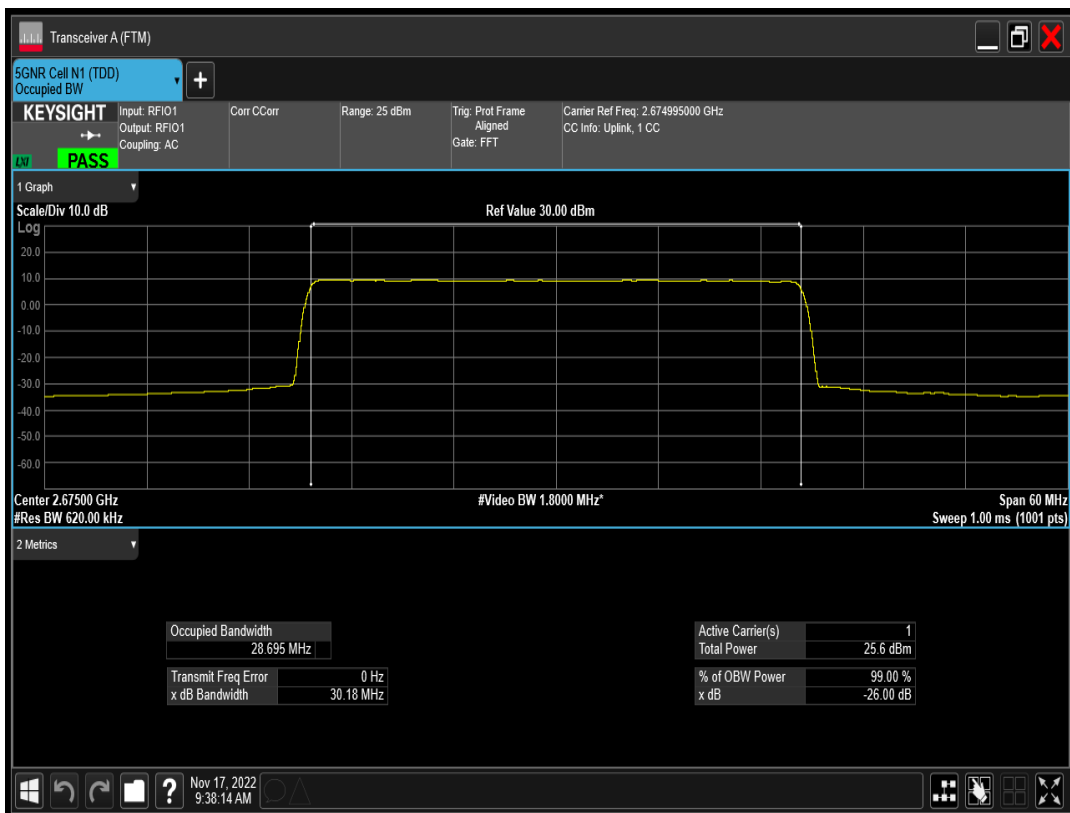 Transceiver A (FTM)
5GNR Cell N1 (TDD)
Occupied BW
+
KEYSIGHT
LXI
PASS
Input: RFIO1
Output: RFIO1
Coupling: AC
Corr CCorr
Range: 25 dBm
Trig: Prot Frame
Aligned
Gate: FFT
Carrier Ref Freq: 2.674995000 GHz
CC Info: Uplink, 1 CC
1 Graph
Scale/Div 10.0 dB
Ref Value 30.00 dBm
Log
20.0
10.0
0.00
-10.0
-20.0
-30.0
-40.0
-50.0
-60.0
Center 2.67500 GHz
#Video BW 1.8000 MHz*
Span 60 MHz
#Res BW 620.00 kHz
Sweep 1.00 ms (1001 pts)
2 Metrics
Occupied Bandwidth
28.695 MHz
Transmit Freq Error 0 Hz
x dB Bandwidth 30.18 MHz
Active Carrier(s) 1
Total Power 25.6 dBm
% of OBW Power 99.00 %
x dB -26.00 dB
?
Nov 17, 2022
9:38:14 AM